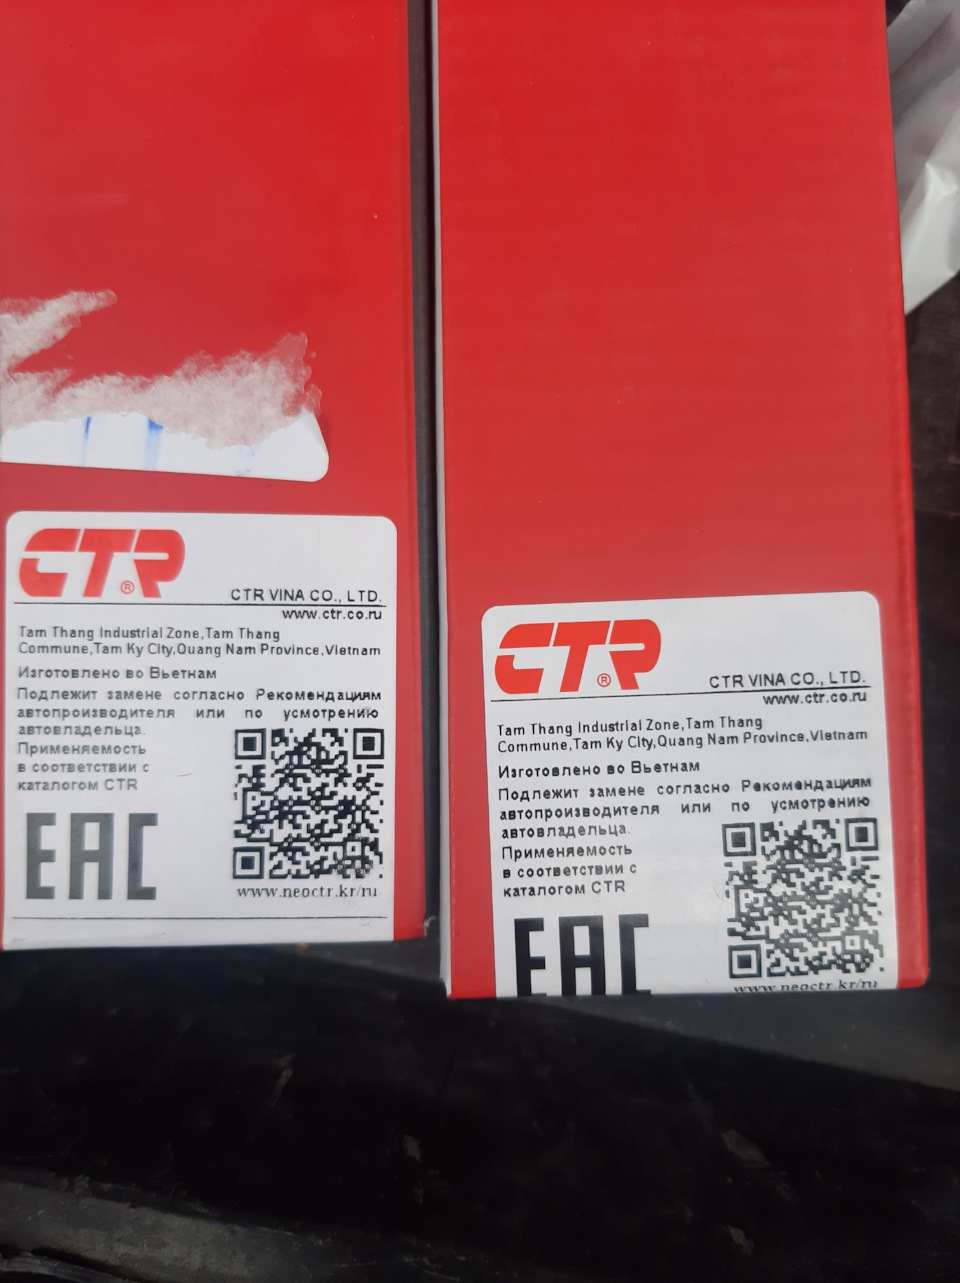 CTR®
CTR VINA CO., LTD.
www.ctr.co.ru
Tam Thang Industrial Zone,Tam Thang
Commune,Tam Ky City,Quang Nam Province,Vietnam
Изготовлено во Вьетнам
Подлежит замене согласно Рекомендациям
автопроизводителя или по усмотрению
автовладельца.
Применяемость
в соответствии с
каталогом CTR
EAC
www.neoctr.kr/ru
CTR®
CTR VINA CO., LTD.
www.ctr.co.ru
Tam Thang Industrial Zone,Tam Thang
Commune,Tam Ky City,Quang Nam Province,Vietnam
Изготовлено во Вьетнам
Подлежит замене согласно Рекомендациям
автопроизводителя или по усмотрению
автовладельца.
Применяемость
в соответствии с
каталогом CTR
EAC
www.neoctr.kr/ru